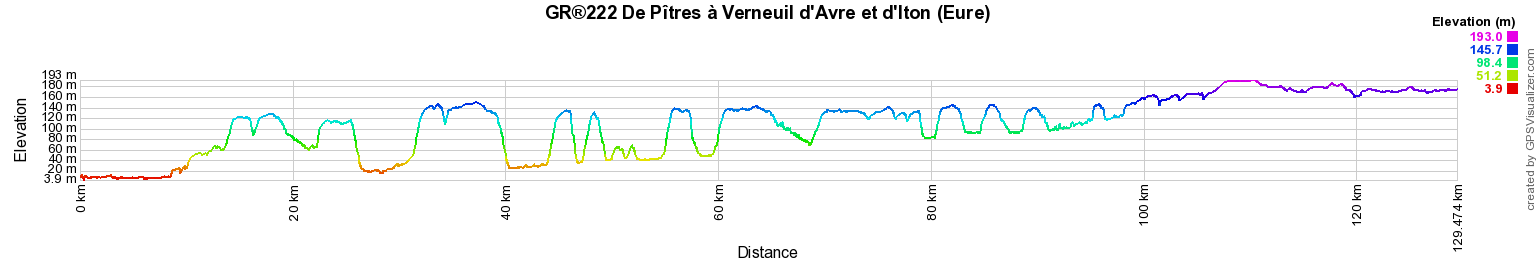 GR®222 De Pîtres à Verneuil d'Avre et d'Iton (Eure)
Elevation (m)
193.0
145.7
98.4
51.2
3.9
193 m
180 m
160 m
140 m
120 m
100 m
80 m
60 m
40 m
20 m
3.9 m
Elevation
0 km
20 km
40 km
60 km
80 km
100 km
120 km
129.474 km
Distance
created by GPSVisualizer.com